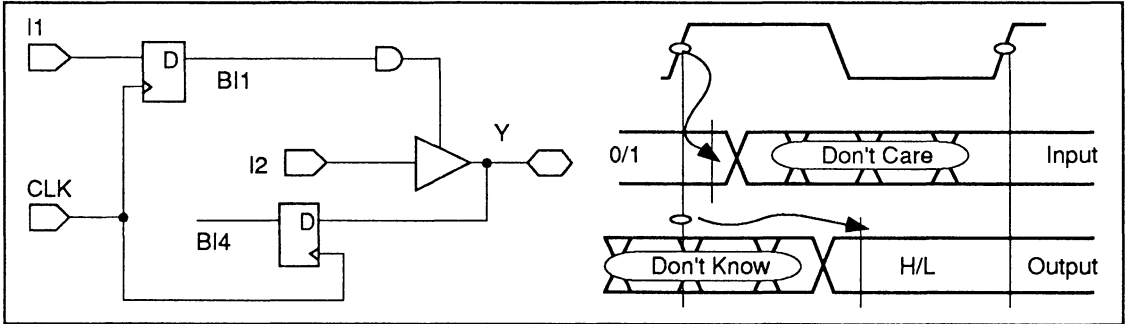 I1
D
BI1
I2
Y
CLK
BI4
D
0/1
Don't Care
Input
Don't Know
H/L
Output